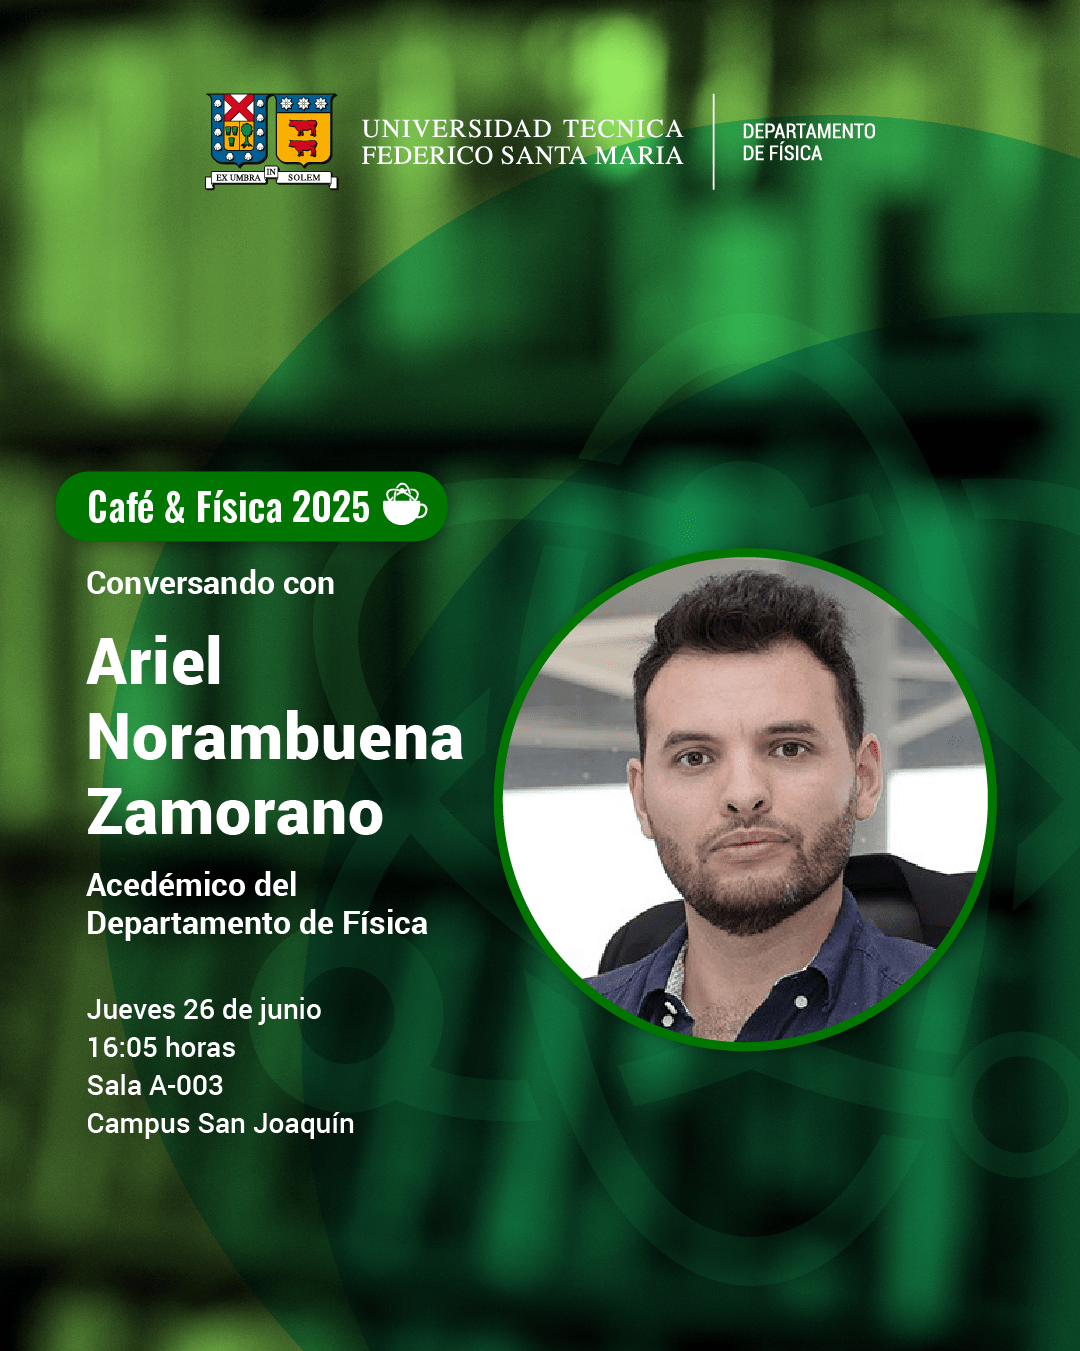 EX UMBRA IN SOLEM
UNIVERSIDAD TECNICA
FEDERICO SANTA MARIA
DEPARTAMENTO
DE FÍSICA
Café & Física 2025
Conversando con
Ariel
Norambuena
Zamorano
Acedémico del
Departamento de Física
Jueves 26 de junio
16:05 horas
Sala A-003
Campus San Joaquín